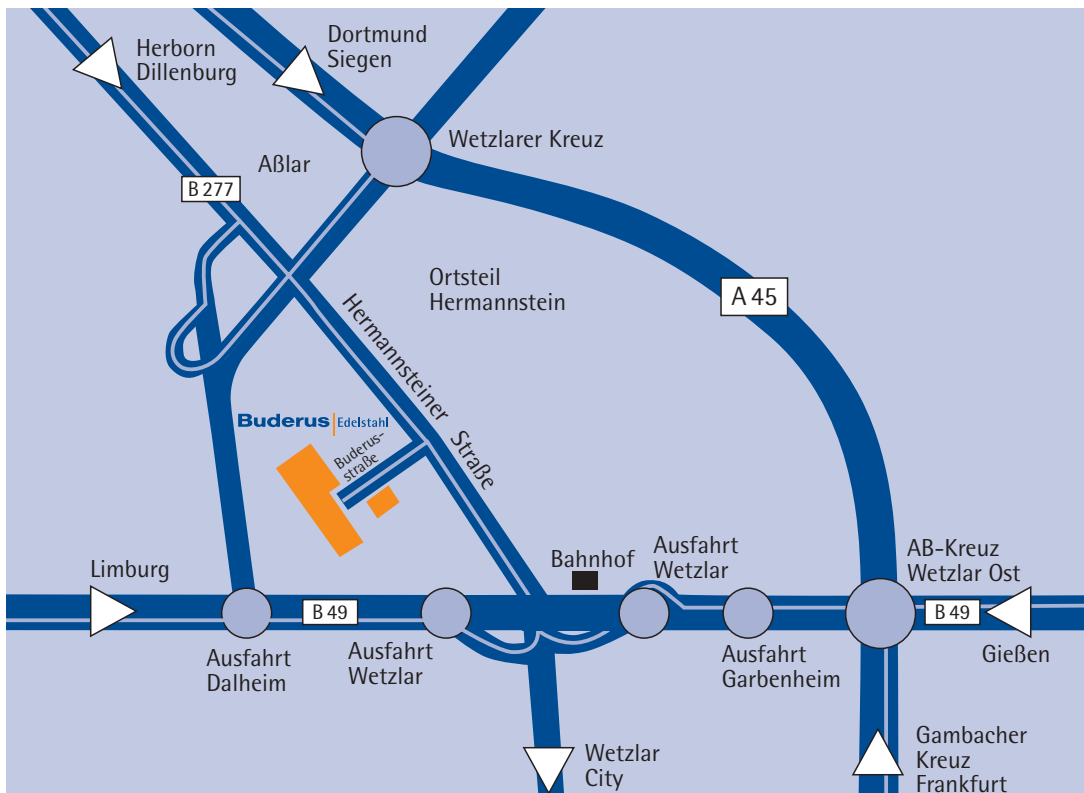 Herborn
Dillenburg
Dortmund
Siegen
Wetzlarer Kreuz
Aßlar
B 277
Ortsteil
Hermannstein
A 45
Hermannsteiner Straße
Buderus Edelstahl
Buderus-
straße
Bahnhof
Ausfahrt
Wetzlar
AB-Kreuz
Wetzlar Ost
Limburg
B 49
B 49
Ausfahrt
Dalheim
Ausfahrt
Wetzlar
Ausfahrt
Garbenheim
Gießen
Wetzlar
City
Gambacher
Kreuz
Frankfurt